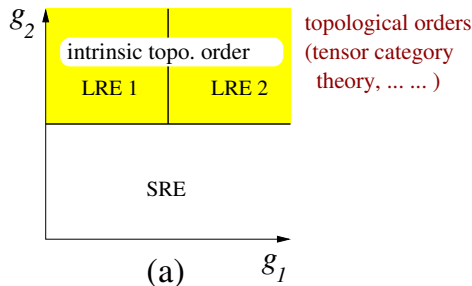 g2
intrinsic topo. order
LRE 1
LRE 2
topological orders
(tensor category
theory, ... ... )
SRE
(a)
g1